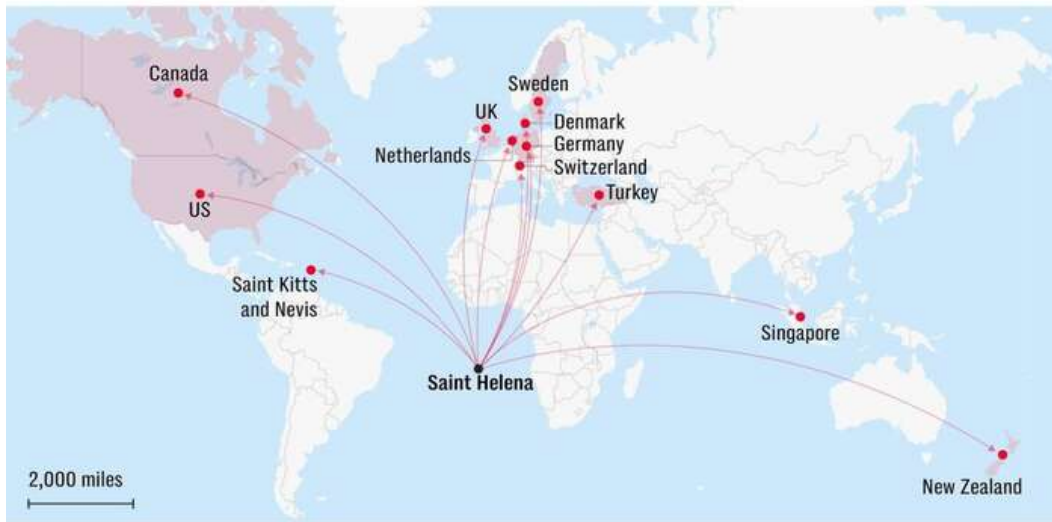 Canada
Sweden
UK
Denmark
Germany
Netherlands
Switzerland
Turkey
US
Saint Kitts
and Nevis
Singapore
Saint Helena
2,000 miles
New Zealand